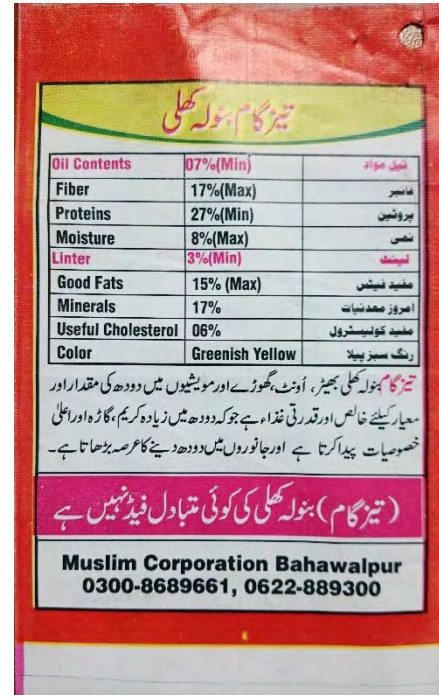 تیز گام بنولہ کھلی
Oil Contents 07%(Min) تیل مواد
Fiber 17%(Max) فائبر
Proteins 27%(Min) پروٹین
Moisture 8%(Max) نمی
Linter 3%(Min) لینٹ
Good Fats 15% (Max) مفید فیٹس
Minerals 17% امروز معدنیات
Useful Cholesterol 06% مفید کولیسٹرول
Color Greenish Yellow رنگ سبز پیلا
تیز گام بنولہ کھلی بھیڑ، اُونٹ، گھوڑے اور مویشیوں میں دودھ کی مقدار اور
معیار کیلئے خالص اور قدرتی غذاء ہے جو کہ دودھ میں زیادہ کریم، گاڑہ اور اعلیٰ
خصوصیات پیدا کرتا ہے اور جانوروں میں دودھ دینے کا عرصہ بڑھاتا ہے۔
(تیز گام) بنولہ کھلی کی کوئی متبادل فیڈ نہیں ہے
Muslim Corporation Bahawalpur
0300-8689661, 0622-889300